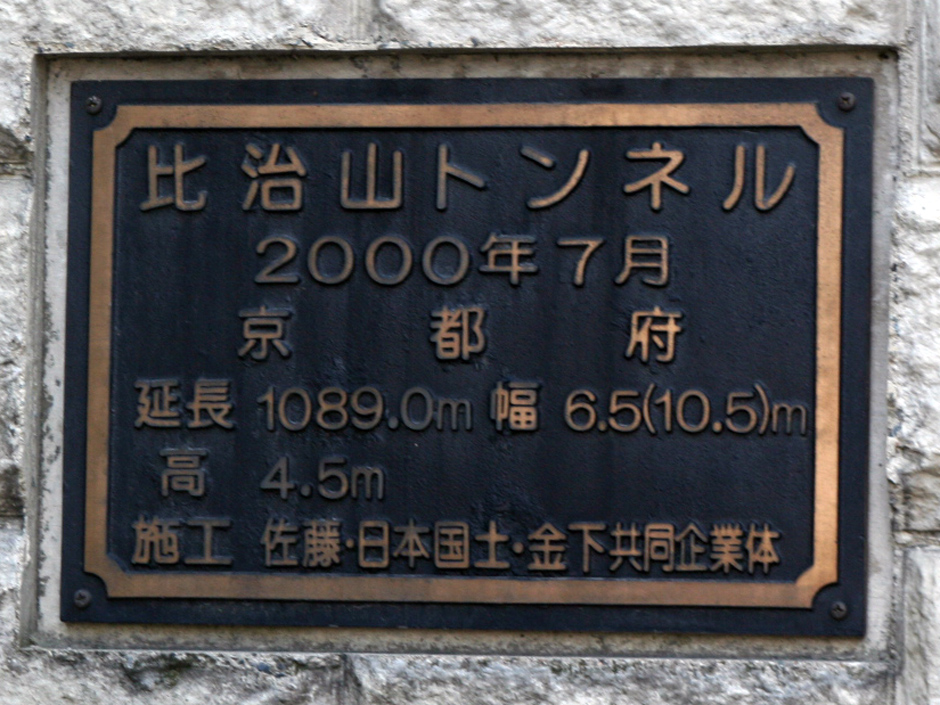 比治山トンネル
2000年7月
京都府
延長 1089.0m 幅 6.5(10.5)m
高 4.5m
施工 佐藤・日本国土・金下共同企業体